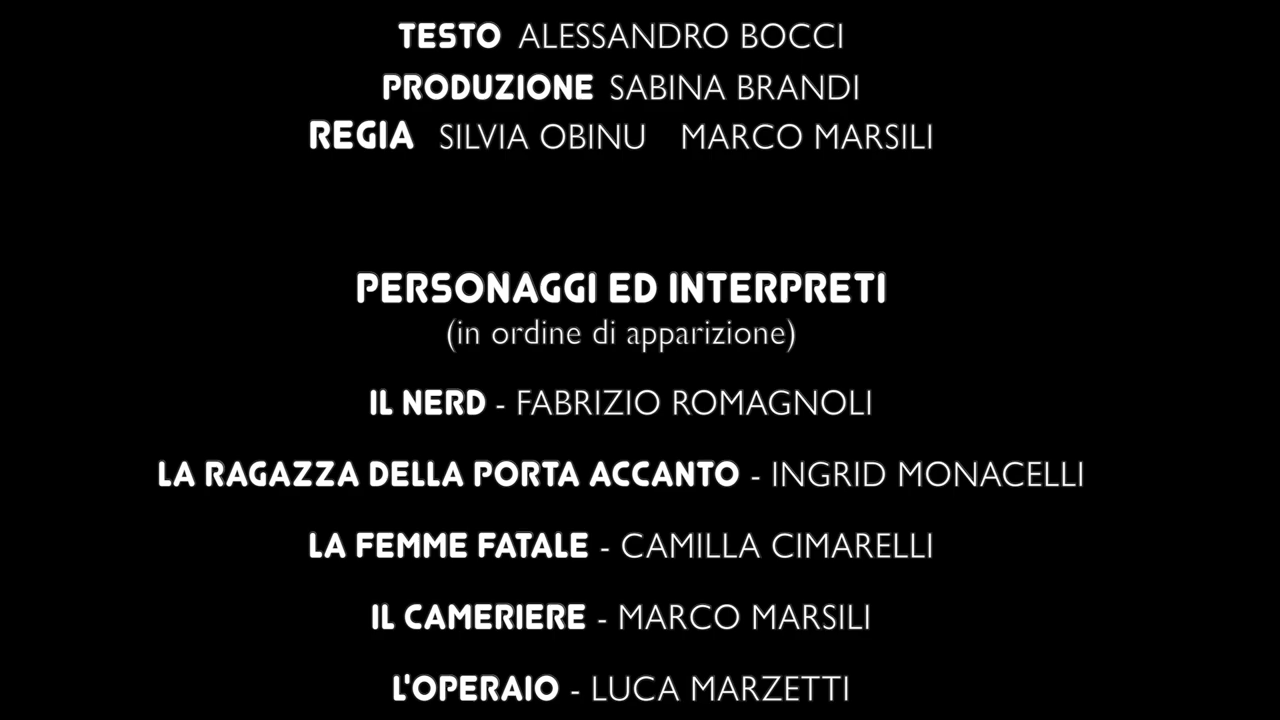 TESTO ALESSANDRO BOCCI
PRODUZIONE SABINA BRANDI
REGIA SILVIA OBINU MARCO MARSILI
PERSONAGGI ED INTERPRETI
(in ordine di apparizione)
IL NERD - FABRIZIO ROMAGNOLI
LA RAGAZZA DELLA PORTA ACCANTO - INGRID MONACELLI
LA FEMME FATALE - CAMILLA CIMARELLI
IL CAMERIERE - MARCO MARSILI
L'OPERAIO - LUCA MARZETTI